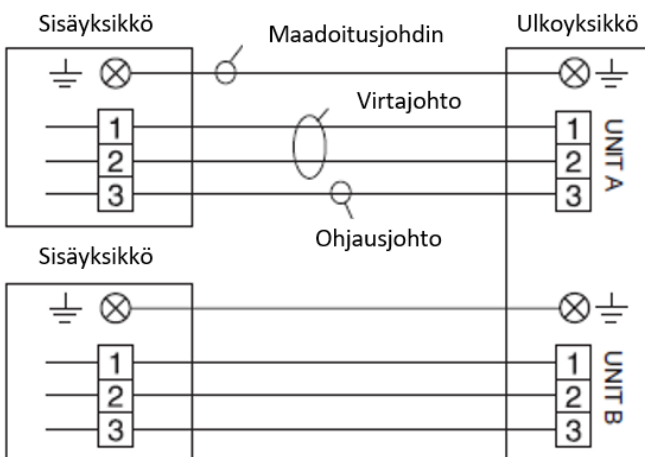 Sisäyksikkö
Maadoitusjohdin
Ulkoyksikkö
Virtajohto
1
2
3
1
2
3
UNIT A
Ohjausjohto
Sisäyksikkö
1
2
3
1
2
3
UNIT B